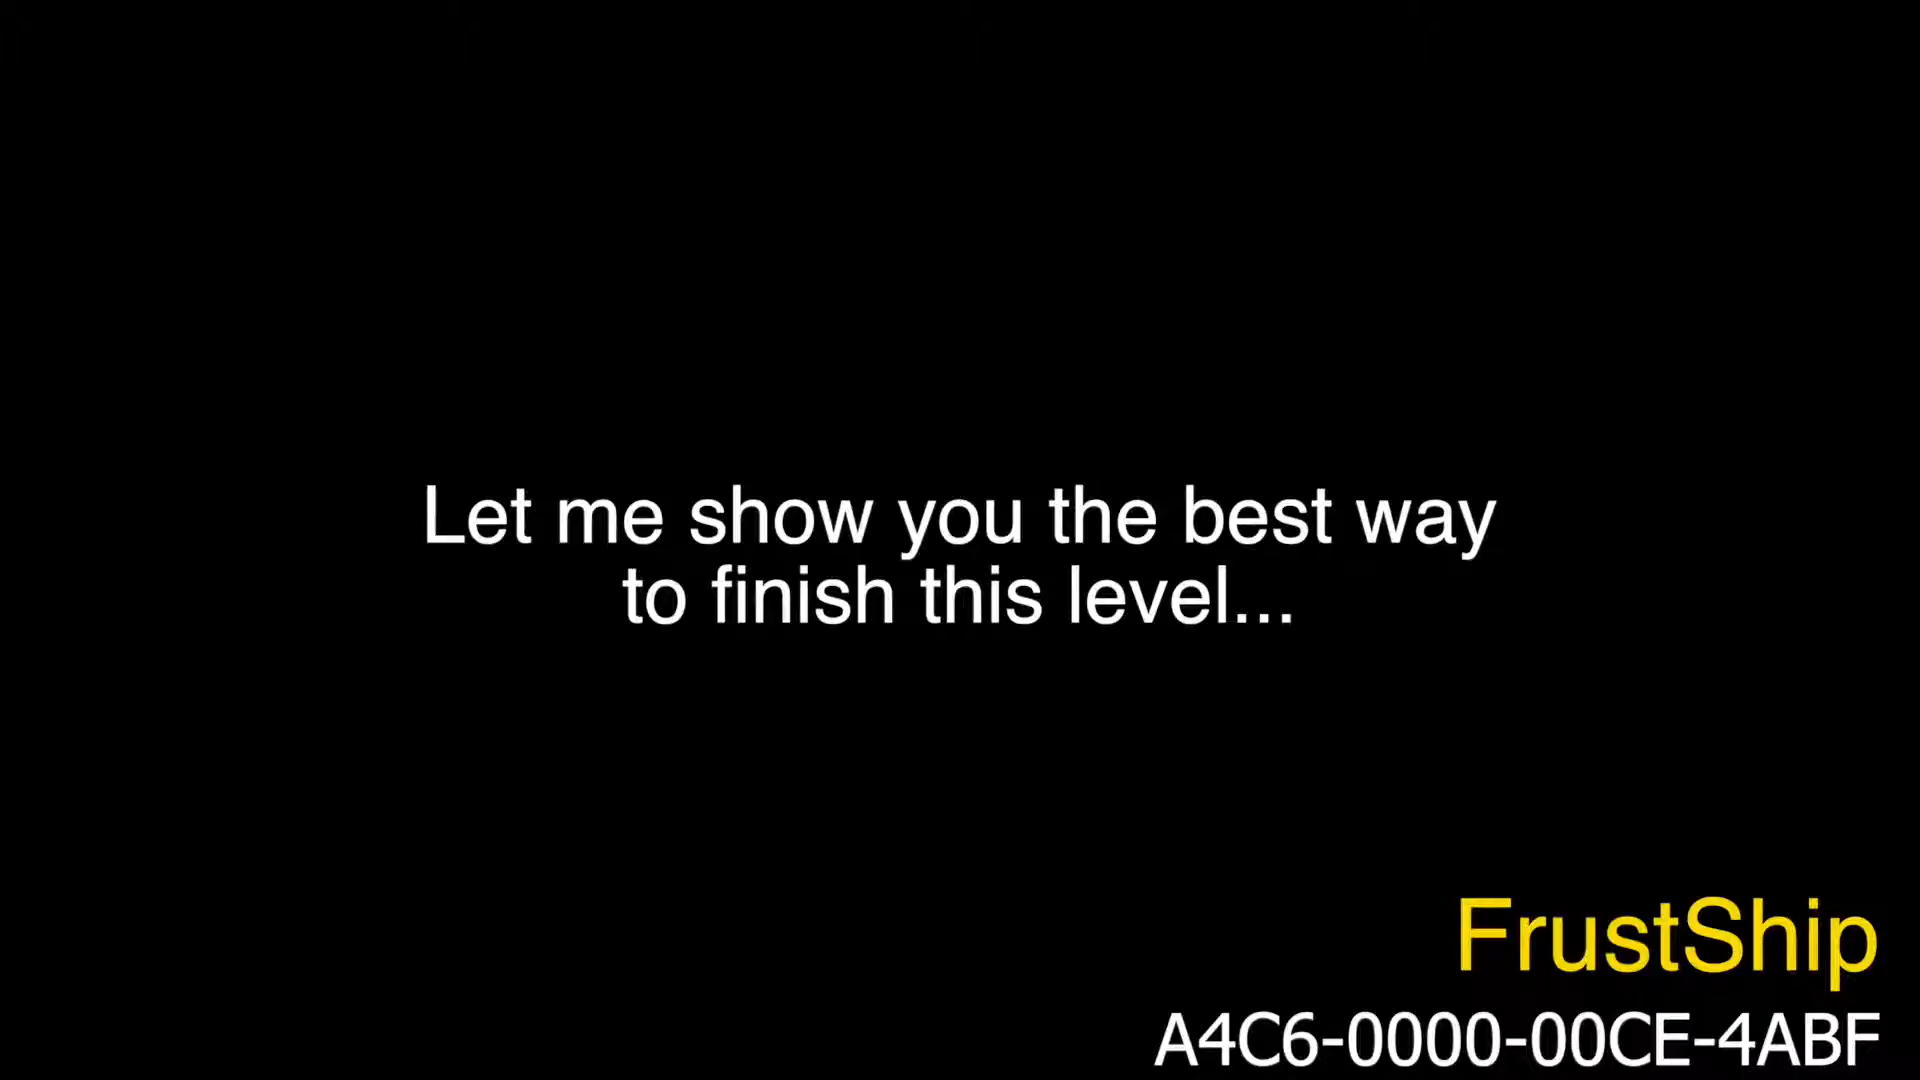 Let me show you the best way
to finish this level...
FrustShip
A4C6-0000-00CE-4ABF